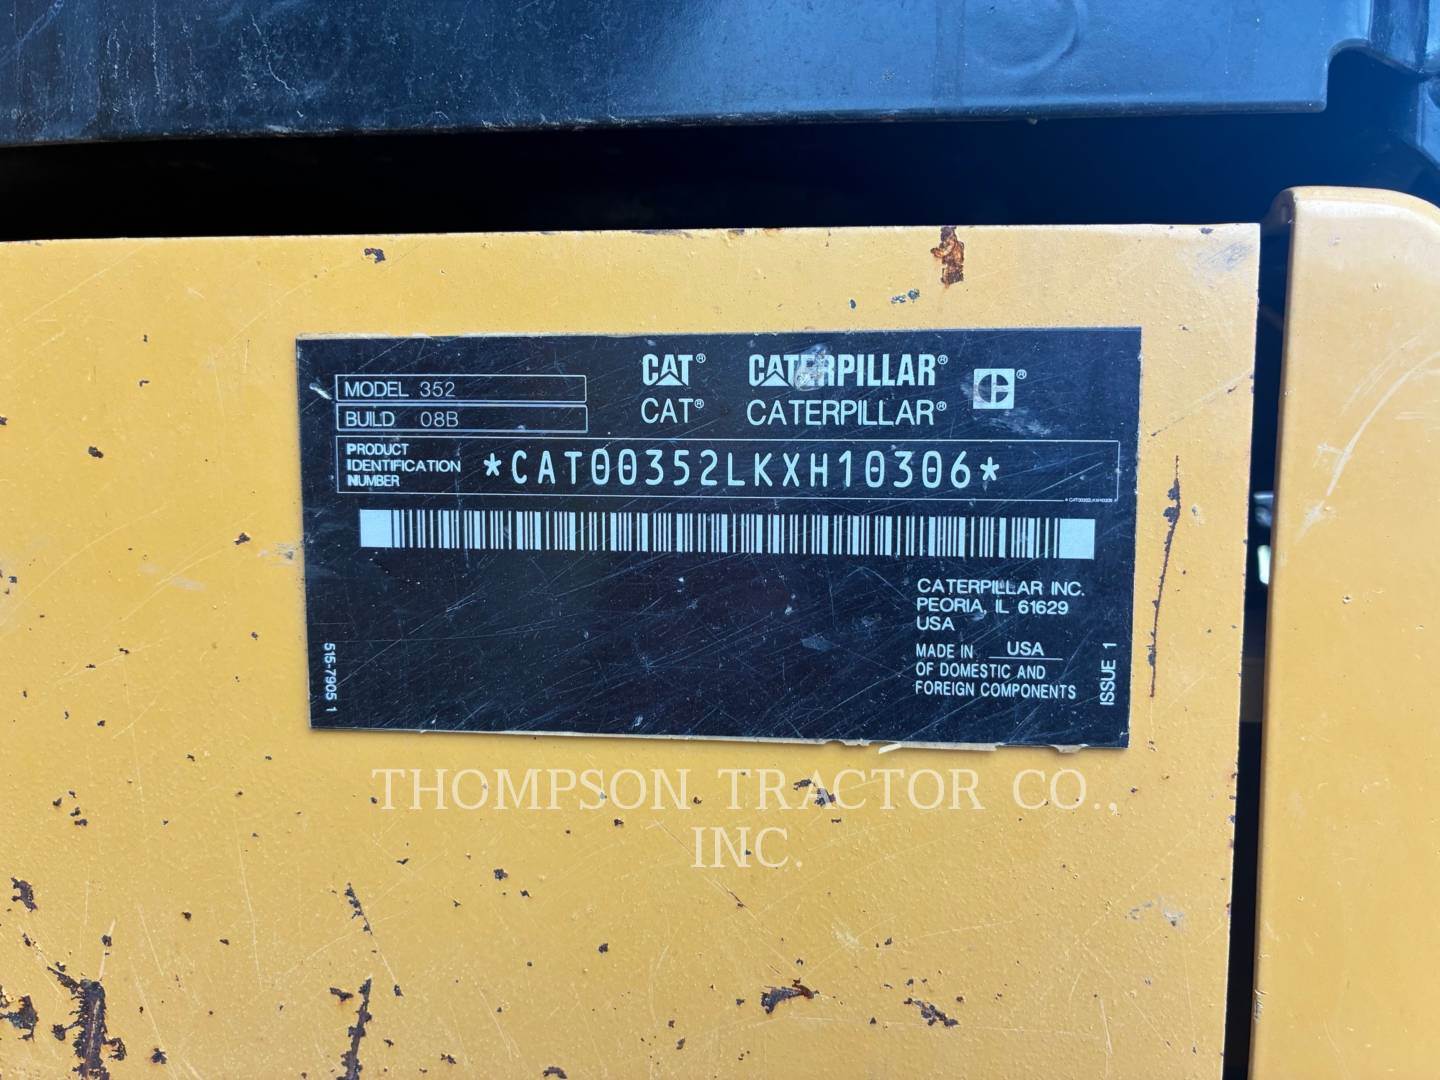 MODEL 352
BUILD 08B
CAT® CATERPILLAR® ®
CAT® CATERPILLAR®
PRODUCT
IDENTIFICATION
NUMBER
*CAT00352LKXH10306*
*CAT00352LKXH10306*
CATERPILLAR INC.
PEORIA, IL 61629
USA
MADE IN USA
OF DOMESTIC AND
FOREIGN COMPONENTS
515-7905 1
ISSUE 1
THOMPSON TRACTOR CO.,
INC.